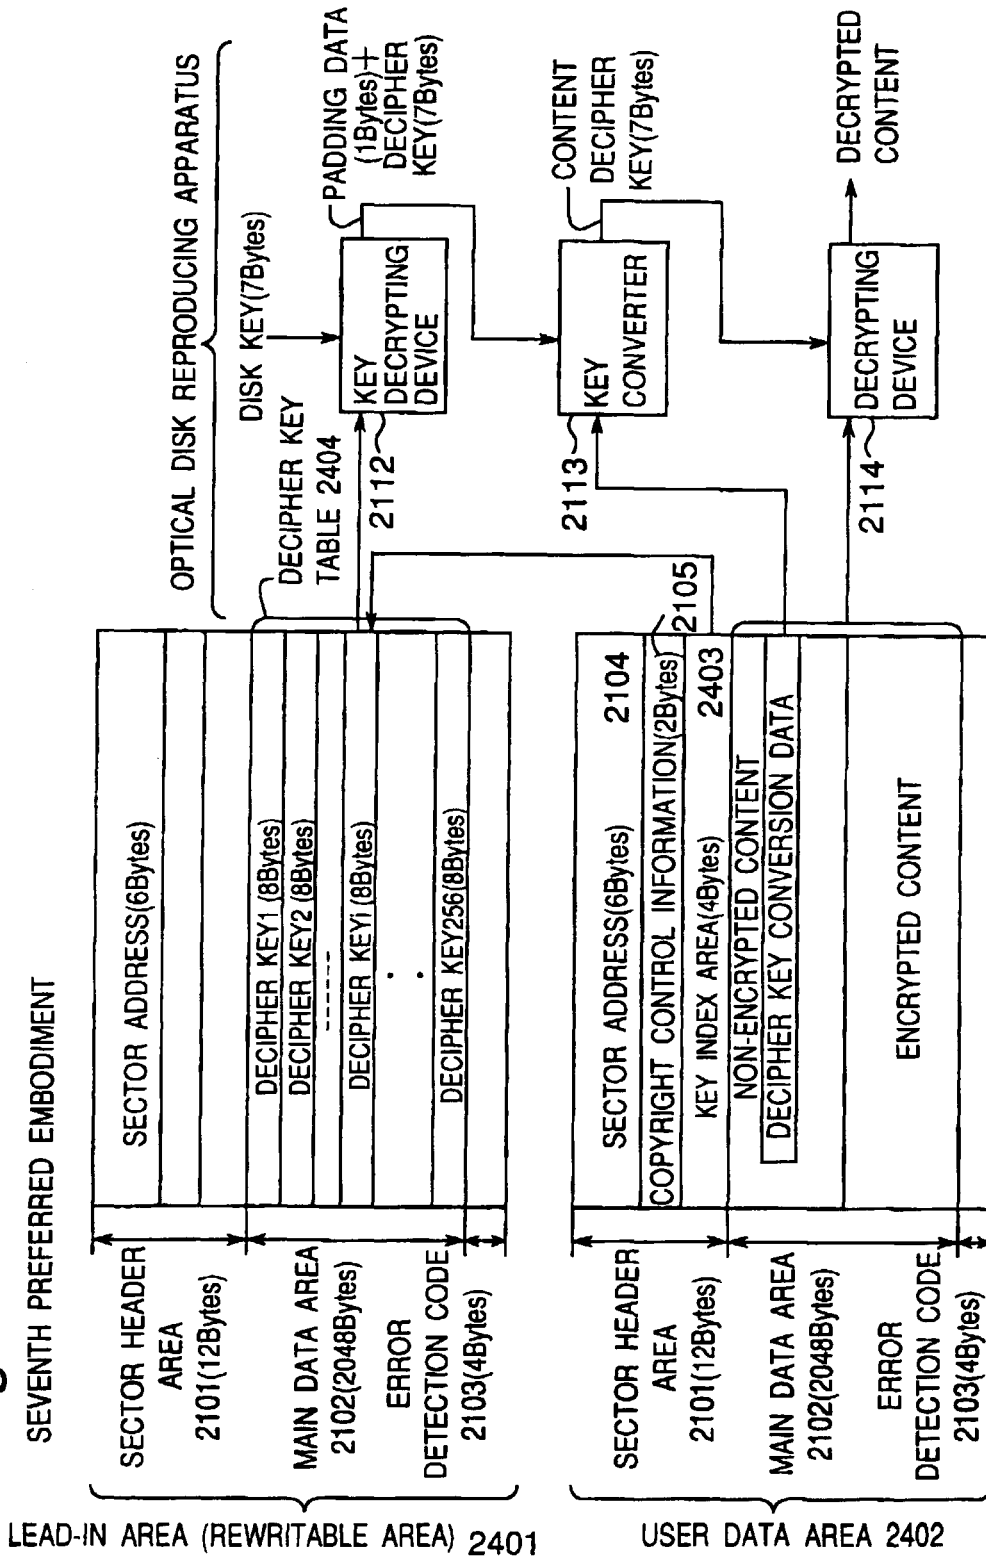 SEVENTH PREFERRED EMBODIMENT
OPTICAL DISK REPRODUCING APPARATUS
LEAD-IN AREA (REWRITABLE AREA) 2401
SECTOR HEADER
AREA
2101(12Bytes)
MAIN DATA AREA
2102(2048Bytes)
ERROR
DETECTION CODE
2103(4Bytes)
SECTOR ADDRESS(6Bytes)
DECIPHER KEY1 (8Bytes)
DECIPHER KEY2 (8Bytes)
DECIPHER KEYi (8Bytes)
DECIPHER KEY256(8Bytes)
DECIPHER KEY
TABLE 2404
DISK KEY(7Bytes)
KEY
DECRYPTING
DEVICE
2112
PADDING DATA
(1Bytes)+
DECIPHER
KEY(7Bytes)
KEY
CONVERTER
2113
CONTENT
DECIPHER
KEY(7Bytes)
DECRYPTING
DEVICE
2114
DECRYPTED
CONTENT
USER DATA AREA 2402
SECTOR HEADER
AREA
2101(12Bytes)
MAIN DATA AREA
2102(2048Bytes)
ERROR
DETECTION CODE
2103(4Bytes)
SECTOR ADDRESS(6Bytes) 2104
COPYRIGHT CONTROL INFORMATION(2Bytes) 2105
KEY INDEX AREA(4Bytes) 2403
NON-ENCRYPTED CONTENT
DECIPHER KEY CONVERSION DATA
ENCRYPTED CONTENT